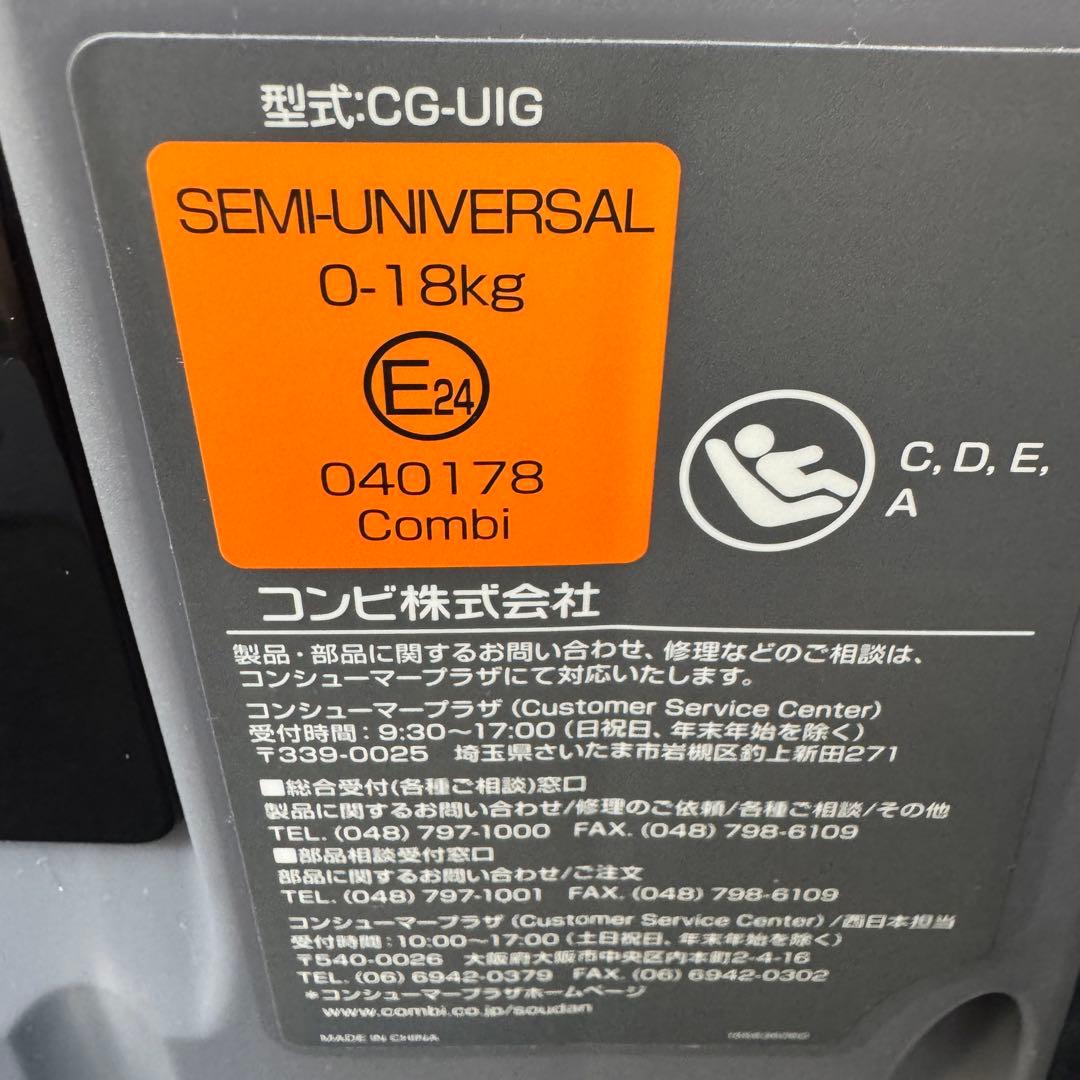 型式:CG-UIG
SEMI-UNIVERSAL
0-18kg
E24
040178
Combi
C, D, E,
A
コンビ株式会社
製品・部品に関するお問い合わせ、修理などのご相談は、
コンシューマープラザにて対応いたします。
コンシューマープラザ (Customer Service Center)
受付時間：9:30〜17:00 (日祝日、年末年始を除く)
〒339-0025 埼玉県さいたま市岩槻区釣上新田271
■総合受付(各種ご相談)窓口
製品に関するお問い合わせ/修理のご依頼/各種ご相談/その他
TEL. (048) 797-1000 FAX. (048) 798-6109
■部品相談受付窓口
部品に関するお問い合わせ/ご注文
TEL. (048) 797-1001 FAX. (048) 798-6109
コンシューマープラザ (Customer Service Center) /西日本担当
受付時間：10:00〜17:00 (土日祝日、年末年始を除く)
〒540-0026 大阪府大阪市中央区内本町2-4-16
TEL. (06) 6942-0379 FAX. (06) 6942-0302
*コンシューマープラザホームページ
www.combi.co.jp/soudan
MADE IN CHINA